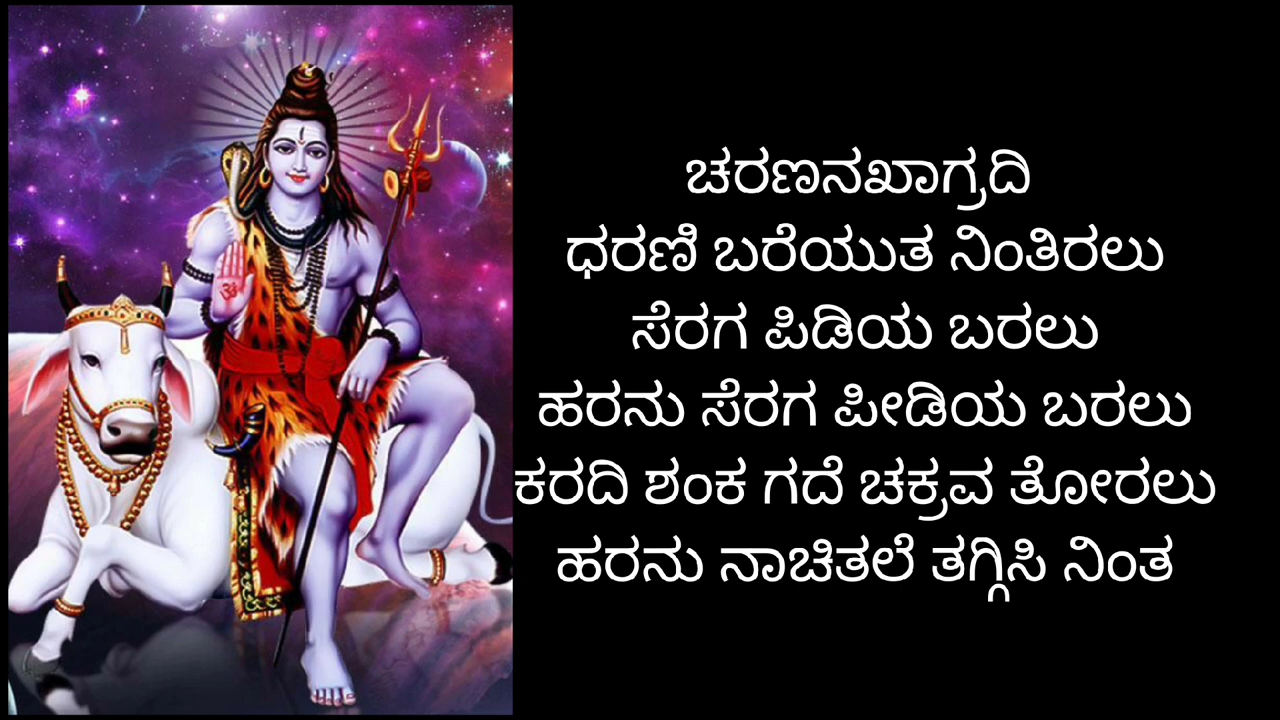 ಚರಣನಖಾಗ್ರದಿ
ಧರಣಿ ಬರೆಯುತ ನಿಂತಿರಲು
ಸೆರಗ ಪಿಡಿಯ ಬರಲು
ಹರನು ಸೆರಗ ಪೀಡಿಯ ಬರಲು
ಕರದಿ ಶಂಕ ಗದೆ ಚಕ್ರವ ತೋರಲು
ಹರನು ನಾಚಿತಲೆ ತಗ್ಗಿಸಿ ನಿಂತ